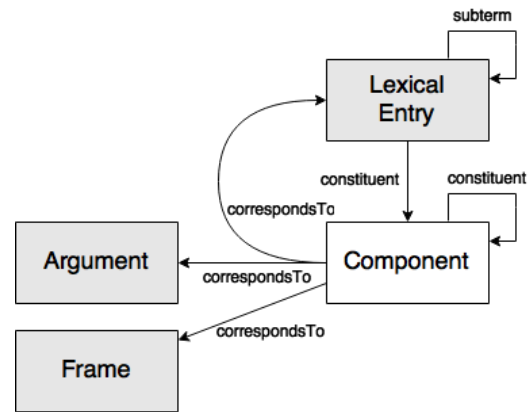 subterm
Lexical
Entry
constituent
constituent
correspondsTo
Argument
correspondsTo
Component
correspondsTo
Frame